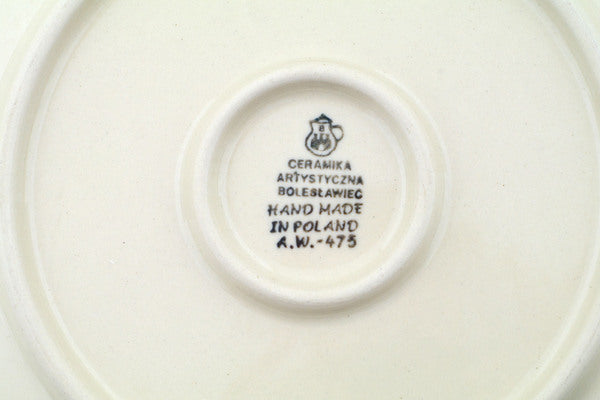 B
CERAMIKA
ARTYSTYCZNA
BOLESŁAWIEC
HAND MADE
IN POLAND
A.W.-475